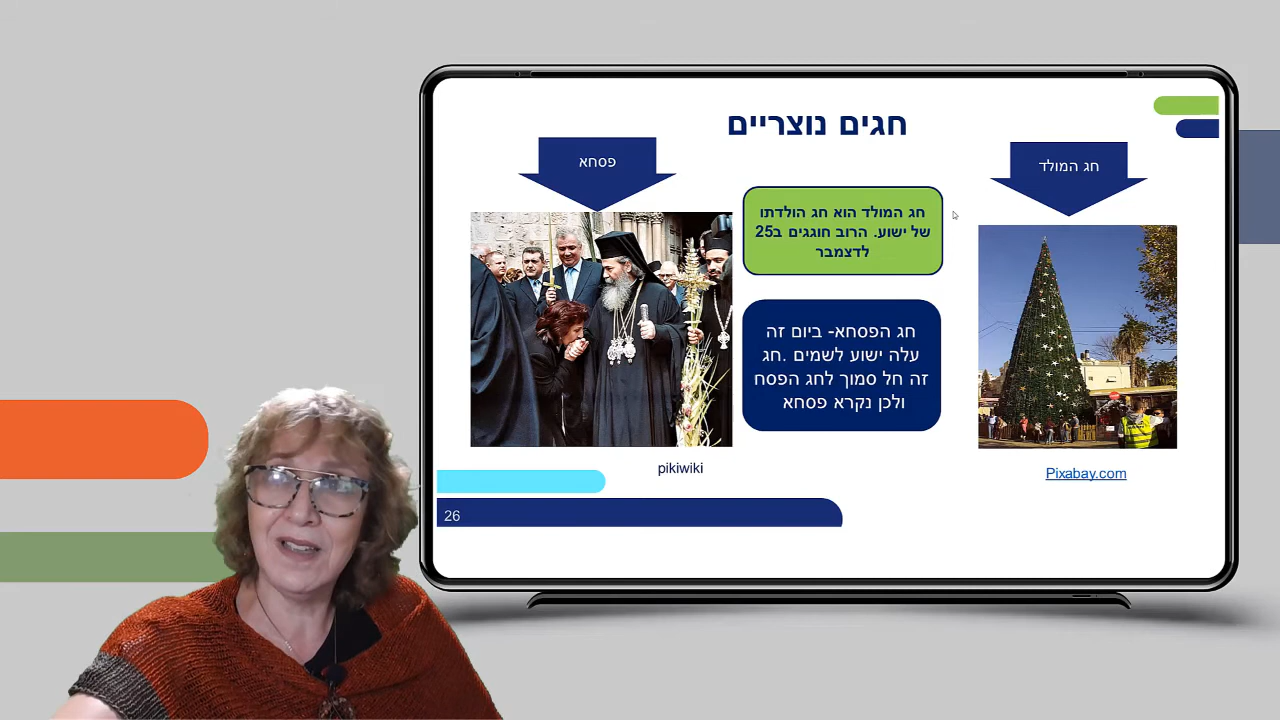 חגים נוצריים
חג המולד
פסחא
חג המולד הוא חג הולדתו
של ישוע. הרוב חוגגים ב25
לדצמבר
חג הפסחא- ביום זה
עלה ישוע לשמים .חג
זה חל סמוך לחג הפסח
ולכן נקרא פסחא
pikiwiki
Pixabay.com
26